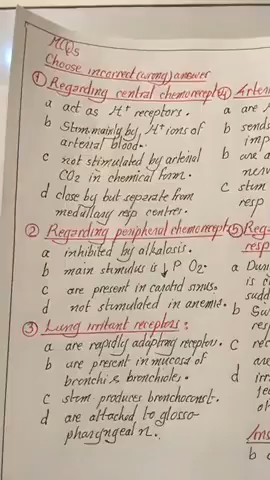 MCQs
Choose incorrect (wrong) answer
① Regarding central chemorecept
a act as H⁺ receptors.
b Stim. mainly by H⁺ ions of
arterial blood.
c not stimulated by arterial
CO₂ in chemical form.
d close by but separate from
medullary resp centres.
② Regarding peripheral chemorecept
a inhibited by alkalosis.
b main stimulus is ↓ P O₂.
c are present in carotid sinus.
d not stimulated in anemia.
③ Lung irritant receptors:
a are rapidly adapting receptors.
b are present in mucosa of
bronchi & bronchioles.
c stim produces bronchoconst.
d are attached to glosso-
pharyngeal n.
④ Arter
a are
b sends
imp
b are a
nerv
c stim
resp
⑤ Reg
resp
a Dur
is c
sudd
b Giv
res
c rec
are
d irr
fe
of
Ans
b